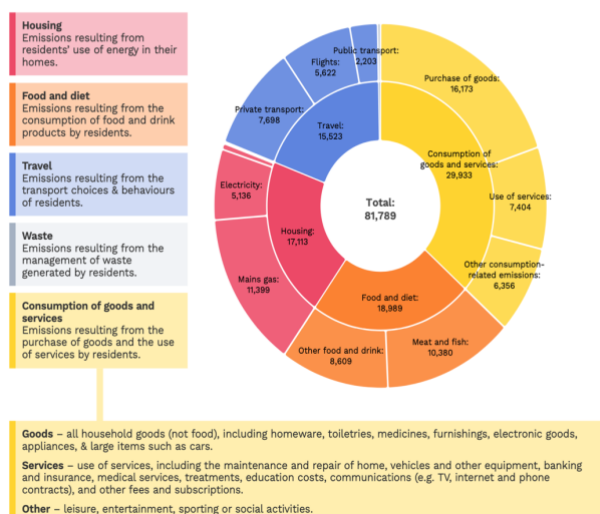 Housing
Emissions resulting from
residents' use of energy in their
homes.
Food and diet
Emissions resulting from the
consumption of food and drink
products by residents.
Travel
Emissions resulting from the
transport choices & behaviours
of residents.
Waste
Emissions resulting from the
management of waste
generated by residents.
Consumption of goods and
services
Emissions resulting from the
purchase of goods and the use
of services by residents.
Public transport:
2,203
Flights:
5,622
Private transport:
7,698
Travel:
15,523
Purchase of goods:
16,173
Consumption of
goods and services:
29,933
Use of services:
7,404
Other consumption-
related emissions:
6,356
Electricity:
5,136
Housing:
17,113
Mains gas:
11,399
Total:
81,789
Food and diet:
18,989
Other food and drink:
8,609
Meat and fish:
10,380
Goods – all household goods (not food), including homeware, toiletries, medicines, furnishings, electronic goods,
appliances, & large items such as cars.
Services – use of services, including the maintenance and repair of home, vehicles and other equipment, banking
and insurance, medical services, treatments, education costs, communications (e.g. TV, internet and phone
contracts), and other fees and subscriptions.
Other – leisure, entertainment, sporting or social activities.